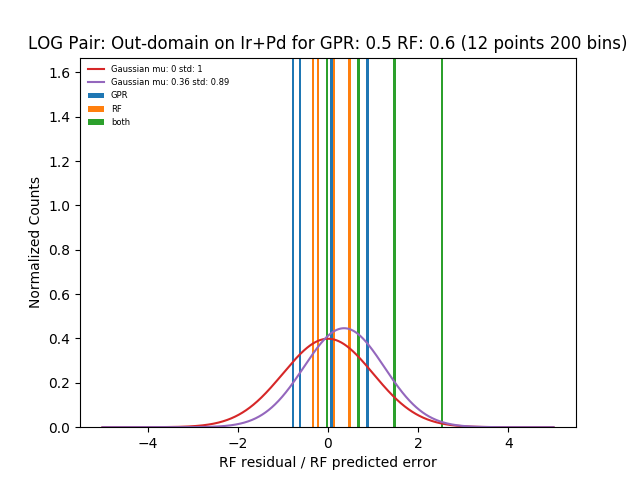 LOG Pair: Out-domain on Ir+Pd for GPR: 0.5 RF: 0.6 (12 points 200 bins)
Gaussian mu: 0 std: 1
Gaussian mu: 0.36 std: 0.89
GPR
RF
both
Normalized Counts
1.6
1.4
1.2
1.0
0.8
0.6
0.4
0.2
0.0
−4 −2 0 2 4
RF residual / RF predicted error